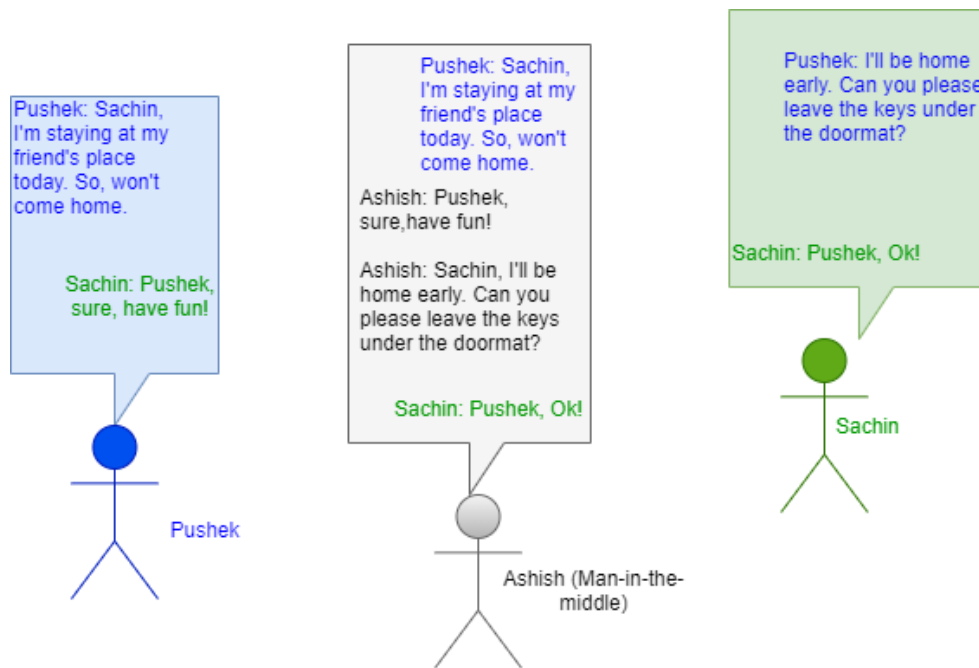 Pushek: Sachin,
I'm staying at my
friend's place
today. So, won't
come home.
Sachin: Pushek,
sure, have fun!
Pushek
Pushek: Sachin,
I'm staying at my
friend's place
today. So, won't
come home.
Ashish: Pushek,
sure,have fun!
Ashish: Sachin, I'll be
home early. Can you
please leave the keys
under the doormat?
Sachin: Pushek, Ok!
Ashish (Man-in-the-
middle)
Pushek: I'll be home
early. Can you please
leave the keys under
the doormat?
Sachin: Pushek, Ok!
Sachin